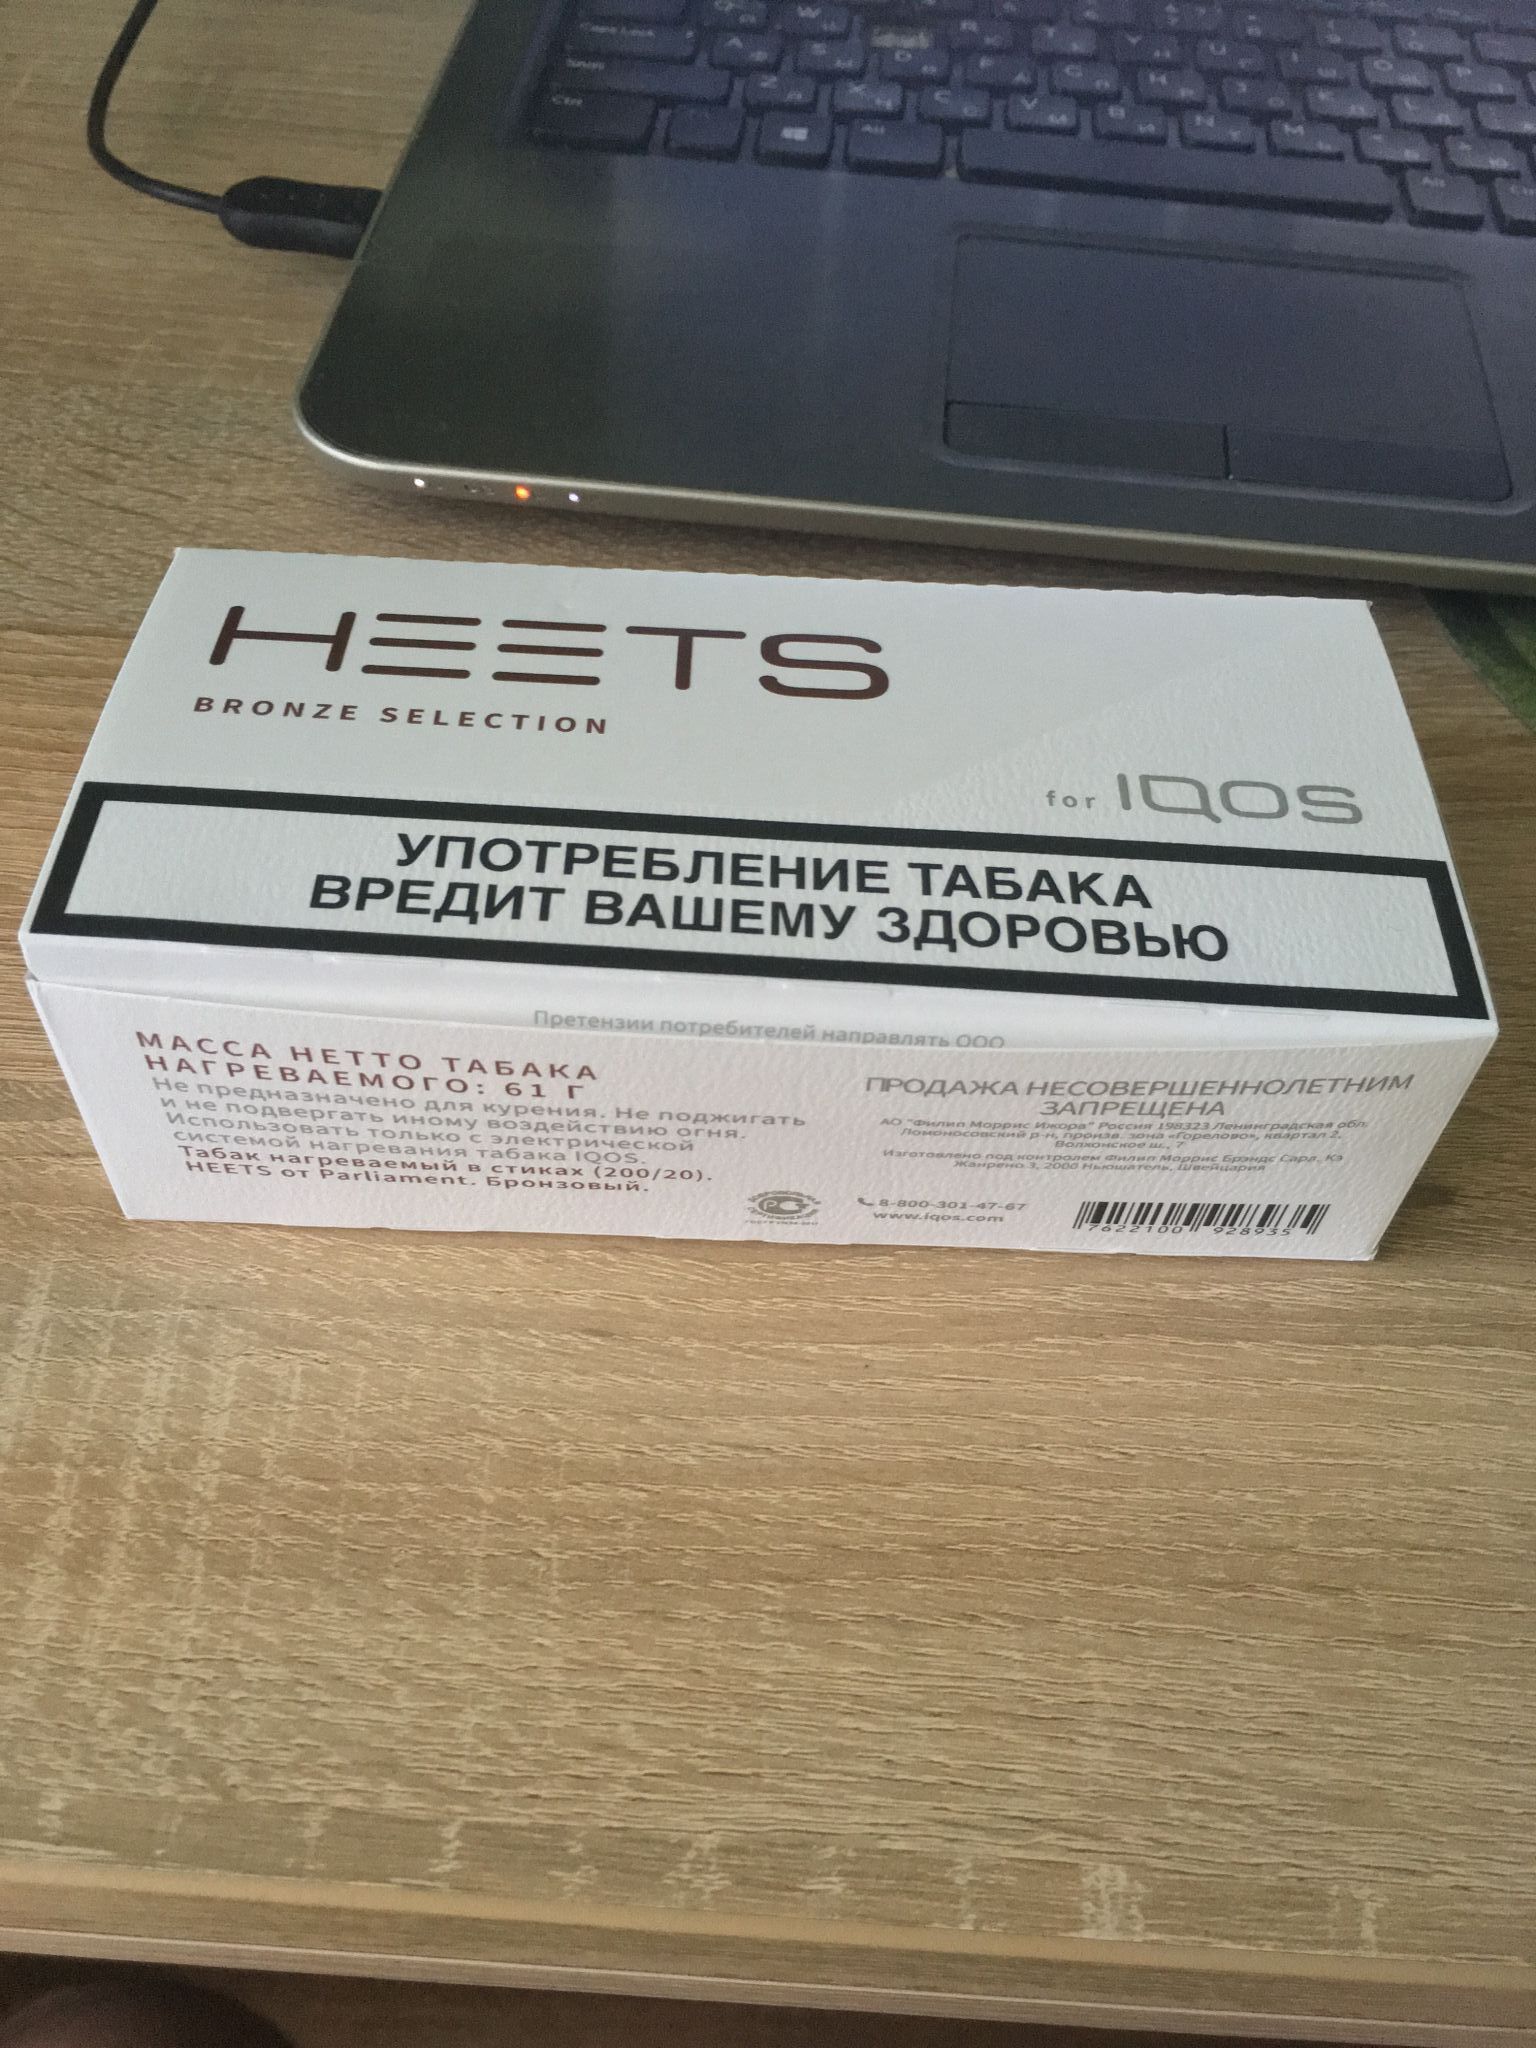 HEETS
BRONZE SELECTION
for IQOS
УПОТРЕБЛЕНИЕ ТАБАКА
ВРЕДИТ ВАШЕМУ ЗДОРОВЬЮ
Претензии потребителей направлять ООО
МАССА НЕТТО ТАБАКА
НАГРЕВАЕМОГО: 61 Г
Не предназначено для курения. Не поджигать
и не подвергать иному воздействию огня.
Использовать только с электрической
системой нагревания табака IQOS.
Табак нагреваемый в стиках (200/20).
HEETS от Parliament. Бронзовый.
ПРОДАЖА НЕСОВЕРШЕННОЛЕТНИМ
ЗАПРЕЩЕНА
АО "Филип Моррис Ижора" Россия 198323 Ленинградская обл.
Ломоносовский р-н, произв. зона «Горелово», квартал 2,
Волхонское ш., 7
Изготовлено под контролем Филип Моррис Брэндс Сарл, Кэ
Жанрено 3, 2000 Ньюшатель, Швейцария
8-800-301-47-67
www.iqos.com
7622100 928935